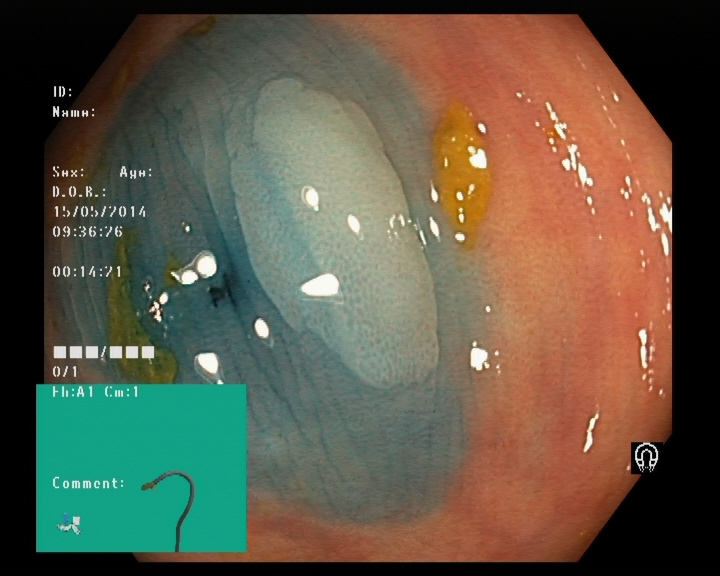 ID:
Name:
Sex: Age:
D.O.B.:
15/05/2014
09:36:26
00:14:21
■■■/■■■
0/1
Eh:A1 Cm:1
Comment: